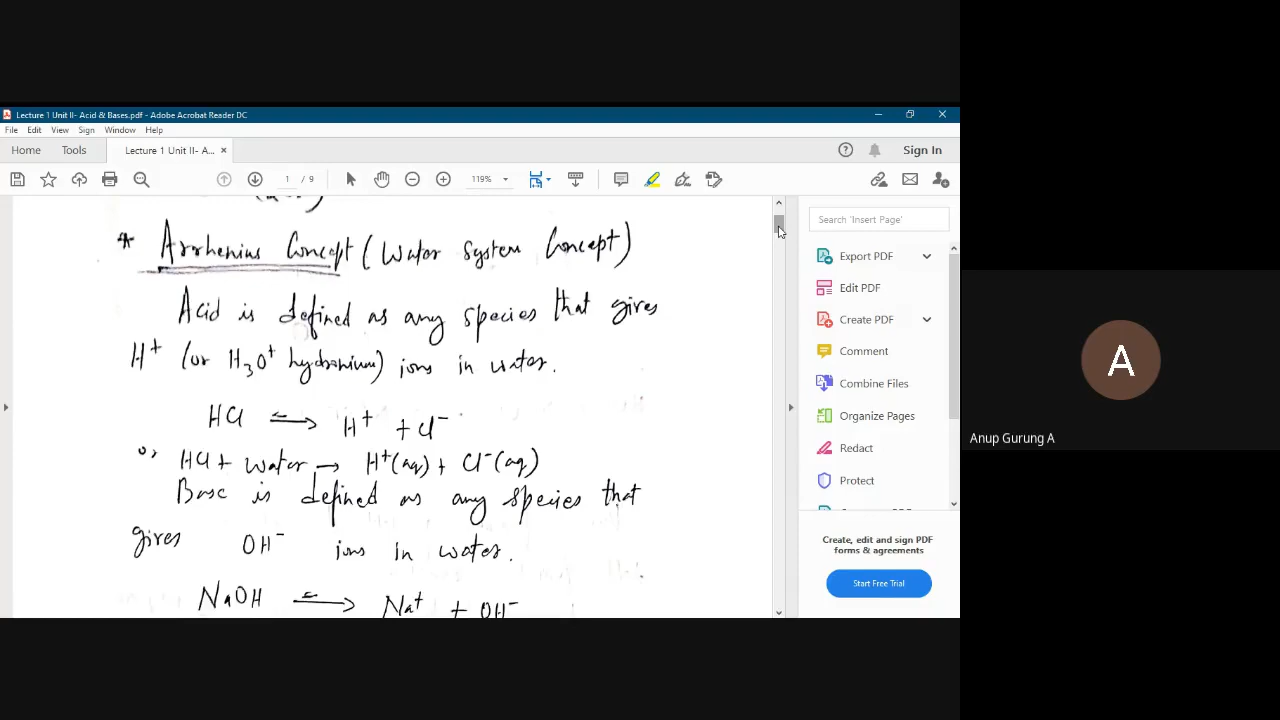 Lecture 1 Unit II- Acid & Bases.pdf - Adobe Acrobat Reader DC
File Edit View Sign Window Help
Home Tools Lecture 1 Unit II- A... × Sign In
1 / 9 119%
* Arrhenius Concept (Water System Concept)
Acid is defined as any species that gives
H+ (or H3O+ hydronium) ions in water.
HCl ⇌ H+ + Cl−
or HCl + water → H+(aq) + Cl−(aq)
Base is defined as any species that
gives OH− ions in water.
NaOH ⇌ Na+ + OH−
Search 'Insert Page'
Export PDF
Edit PDF
Create PDF
Comment
Combine Files
Organize Pages
Redact
Protect
Create, edit and sign PDF
forms & agreements
Start Free Trial
A
Anup Gurung A